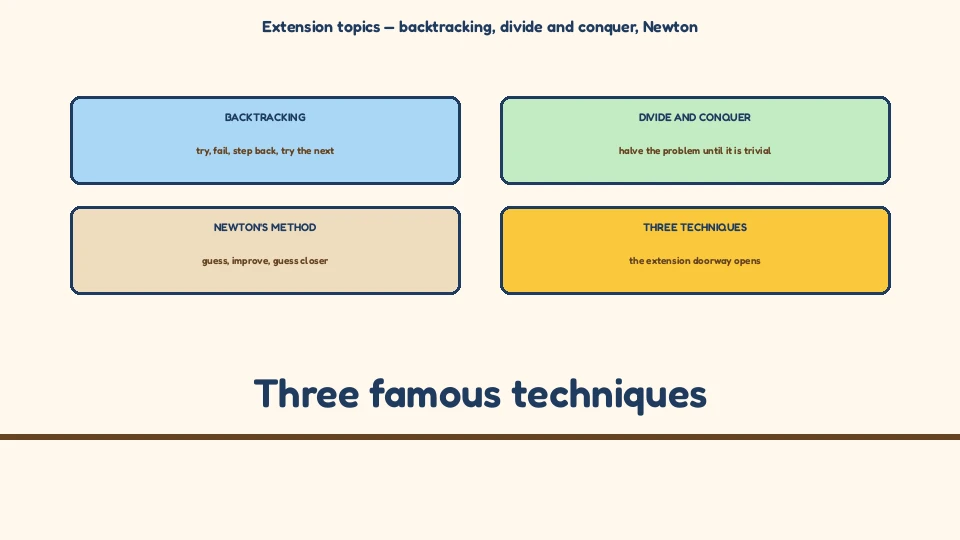 Extension topics — backtracking, divide and conquer, Newton
BACKTRACKING
try, fail, step back, try the next
DIVIDE AND CONQUER
halve the problem until it is trivial
NEWTON'S METHOD
guess, improve, guess closer
THREE TECHNIQUES
the extension doorway opens
Three famous techniques